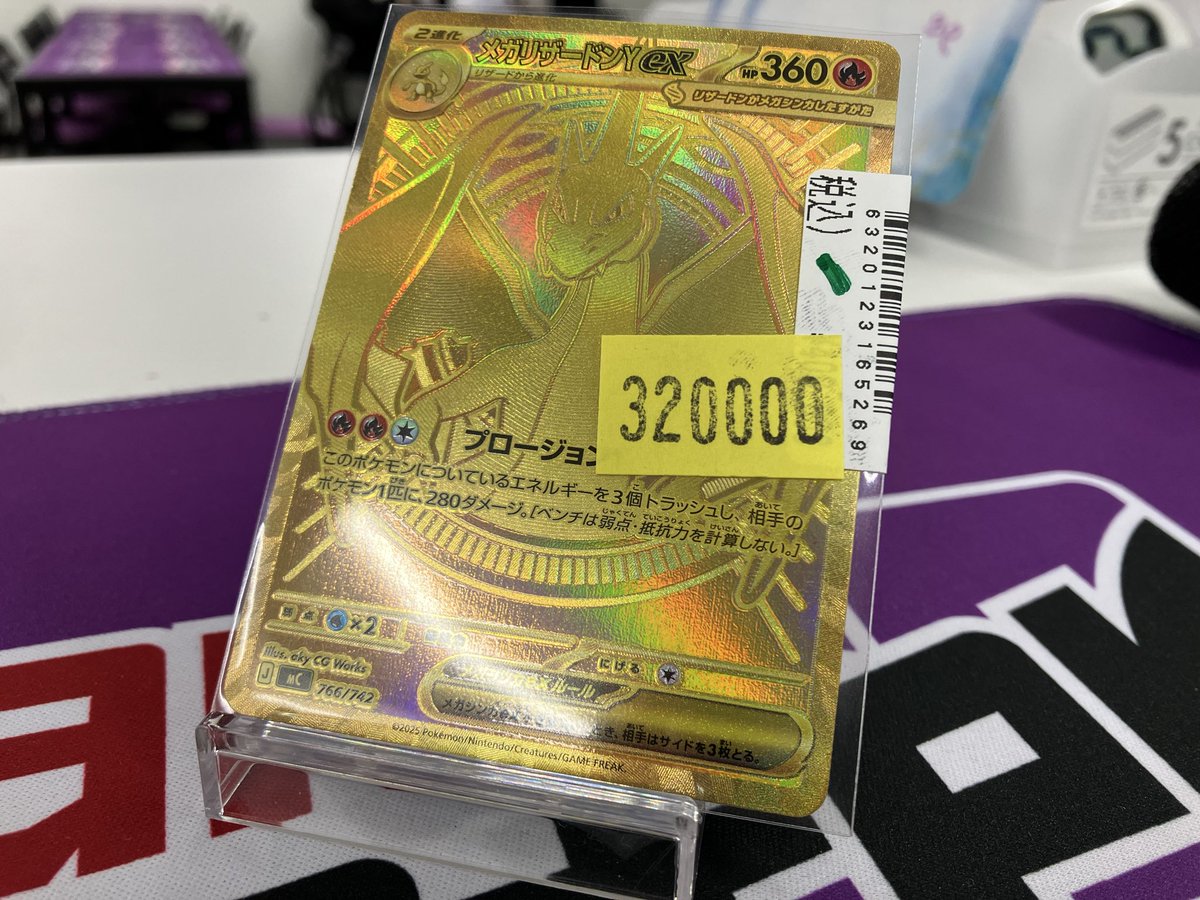 2進化
メガリザードンYex
HP360
リザードから進化
リザードンがメガシンカしたすがた
税込)
6320123165269
320000
プロージョン
このポケモンについているエネルギーを3個トラッシュし、相手の
ポケモン1匹に、280ダメージ。[ベンチは弱点・抵抗力を計算しない。]
弱点 ×2
にげる
Illus. aky CG Works
J MC 766/742
ルール
メガシンカ
とき、相手はサイドを3枚とる。
©2025 Pokémon/Nintendo/Creatures/GAME FREAK.
5